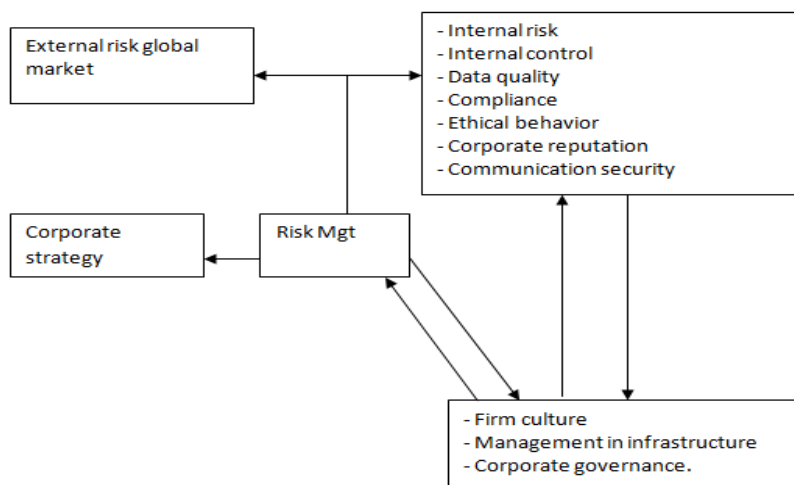 External risk global
market
- Internal risk
- Internal control
- Data quality
- Compliance
- Ethical behavior
- Corporate reputation
- Communication security
Corporate
strategy
Risk Mgt
- Firm culture
- Management in infrastructure
- Corporate governance.